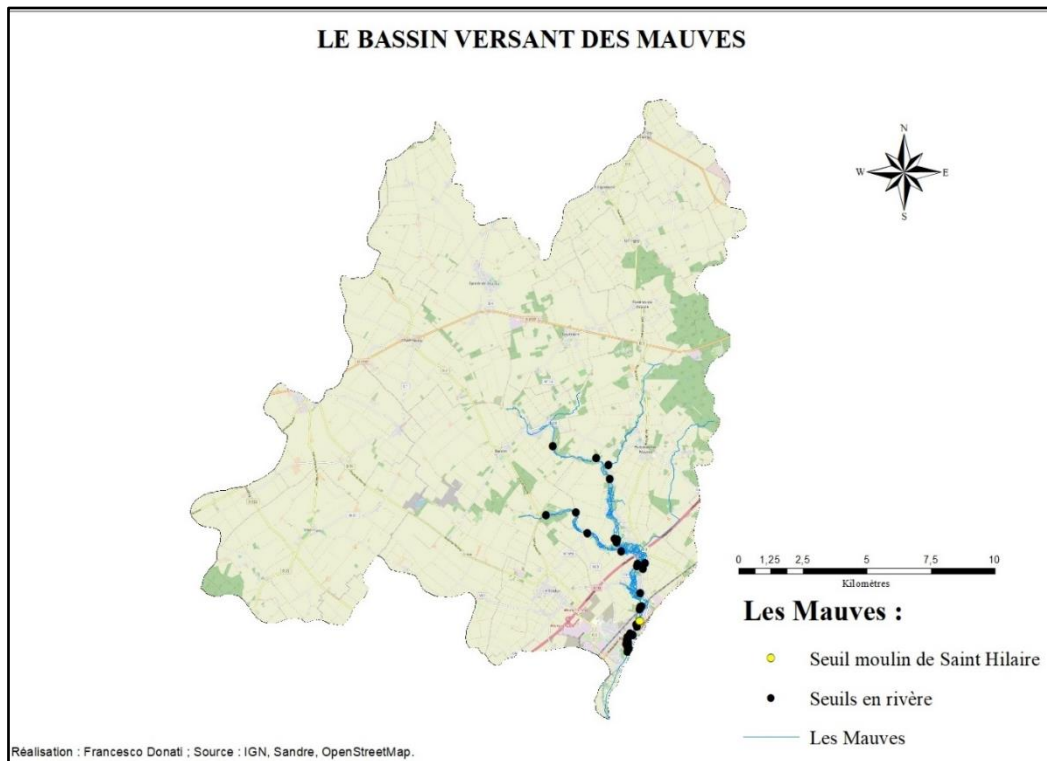 LE BASSIN VERSANT DES MAUVES
N
W
E
S
0 1,25 2,5 5 7,5 10
Kilomètres
Les Mauves :
Seuil moulin de Saint Hilaire
Seuils en rivère
Les Mauves
Réalisation : Francesco Donati ; Source : IGN, Sandre, OpenStreetMap.